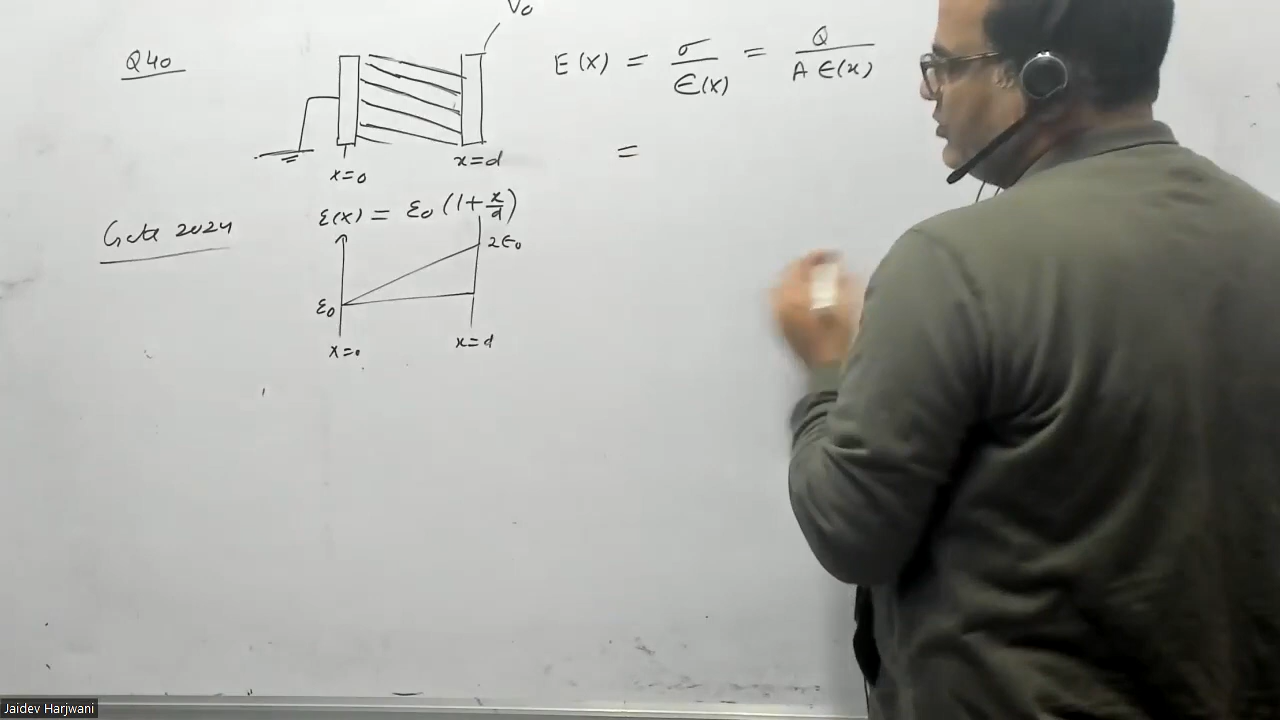 V₀
Q40
E(x) = σ/ϵ(x) = Q/A ϵ(x)
=
x=0
x=d
Gate 2024
ε(x) = ε₀ (1+x/d)
2ϵ₀
ε₀
x=0
x=d
Jaidev Harjwani